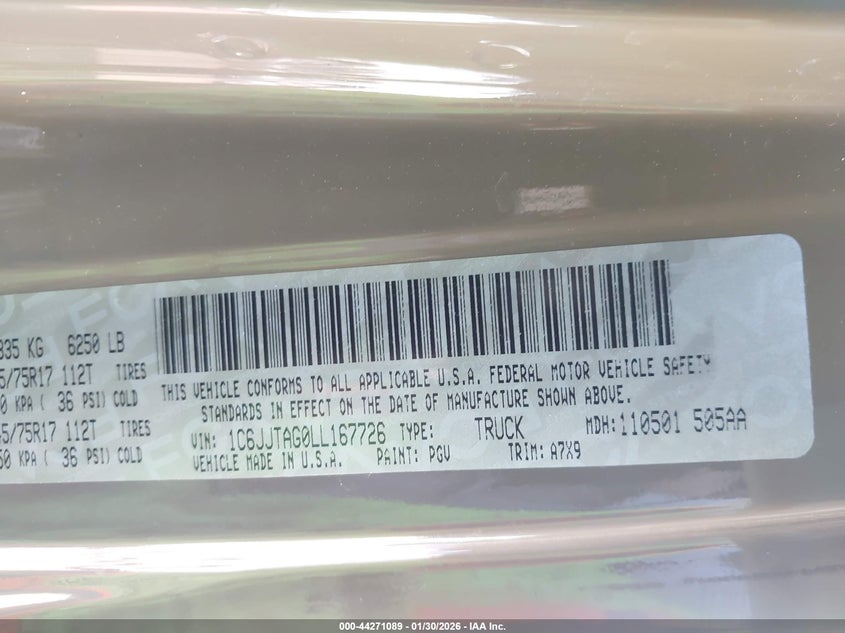 835 KG 6250 LB
5/75R17 112T TIRES
0 KPA ( 36 PSI) COLD
45/75R17 112T TIRES
50 KPA ( 36 PSI) COLD
THIS VEHICLE CONFORMS TO ALL APPLICABLE U.S.A. FEDERAL MOTOR VEHICLE SAFETY
STANDARDS IN EFFECT ON THE DATE OF MANUFACTURE SHOWN ABOVE.
VIN: 1C6JJTAG0LL167726 TYPE: TRUCK MDH:110501 505AA
VEHICLE MADE IN U.S.A. PAINT: PGV TRIM: A7X9
000-44271089 - 01/30/2026 - IAA Inc.